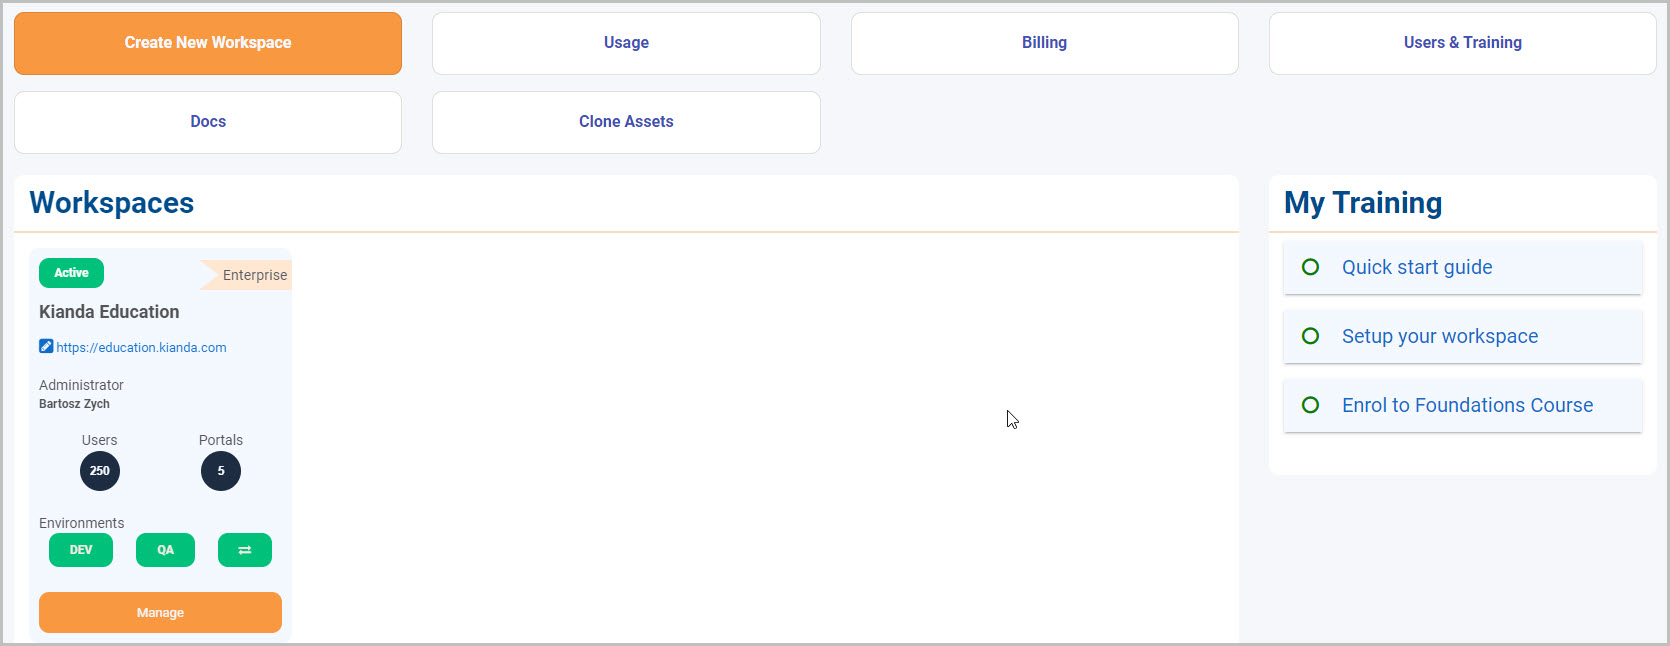 Create New Workspace
Usage
Billing
Users & Training
Docs
Clone Assets
Workspaces
Active
Enterprise
Kianda Education
https://education.kianda.com
Administrator
Bartosz Zych
Users
Portals
250
5
Environments
DEV
QA
Manage
My Training
Quick start guide
Setup your workspace
Enrol to Foundations Course